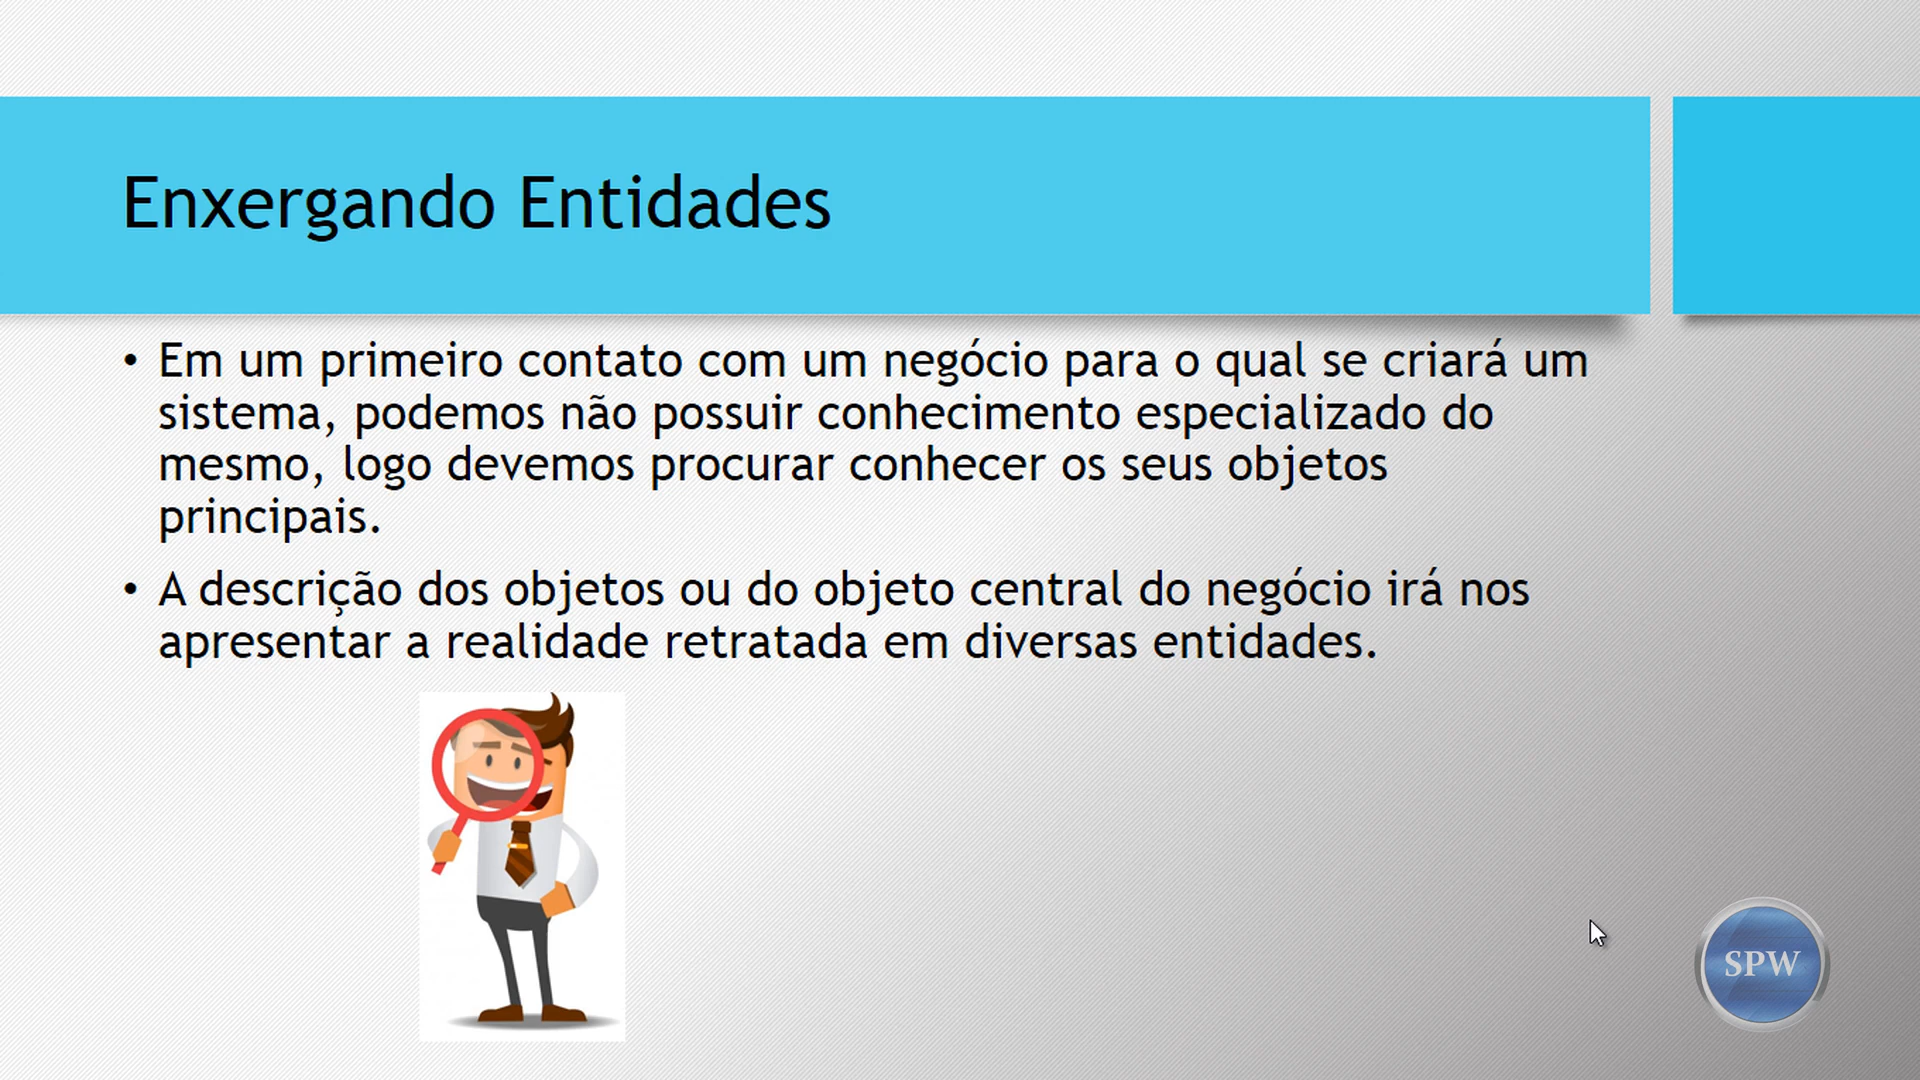 Enxergando Entidades
• Em um primeiro contato com um negócio para o qual se criará um
sistema, podemos não possuir conhecimento especializado do
mesmo, logo devemos procurar conhecer os seus objetos
principais.
• A descrição dos objetos ou do objeto central do negócio irá nos
apresentar a realidade retratada em diversas entidades.
SPW